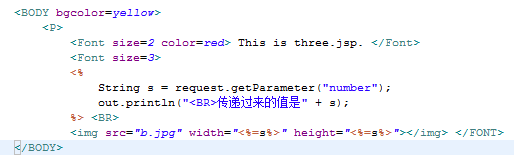 <BODY bgcolor=yellow>
<P>
<Font size=2 color=red> This is three.jsp. </Font>
<Font size=3>
<%
String s = request.getParameter("number");
out.println("<BR>传递过来的值是" + s);
%> <BR>
<img src="b.jpg" width="<%=s%>" height="<%=s%>"></img> </FONT>
</BODY>